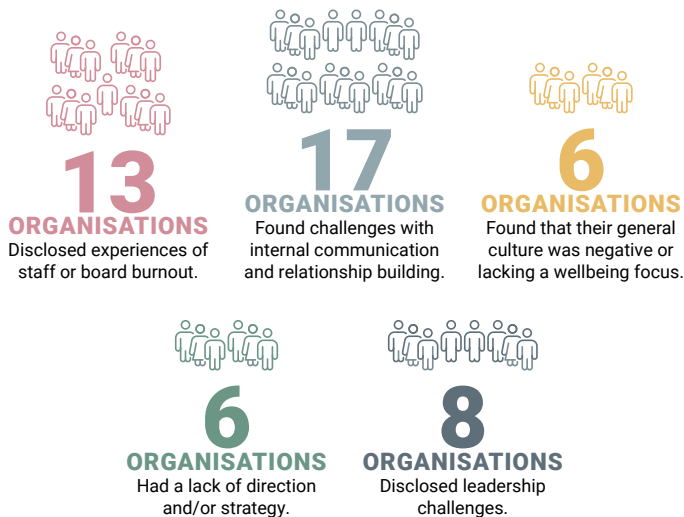 13
ORGANISATIONS
Disclosed experiences of
staff or board burnout.
17
ORGANISATIONS
Found challenges with
internal communication
and relationship building.
6
ORGANISATIONS
Found that their general
culture was negative or
lacking a wellbeing focus.
6
ORGANISATIONS
Had a lack of direction
and/or strategy.
8
ORGANISATIONS
Disclosed leadership
challenges.